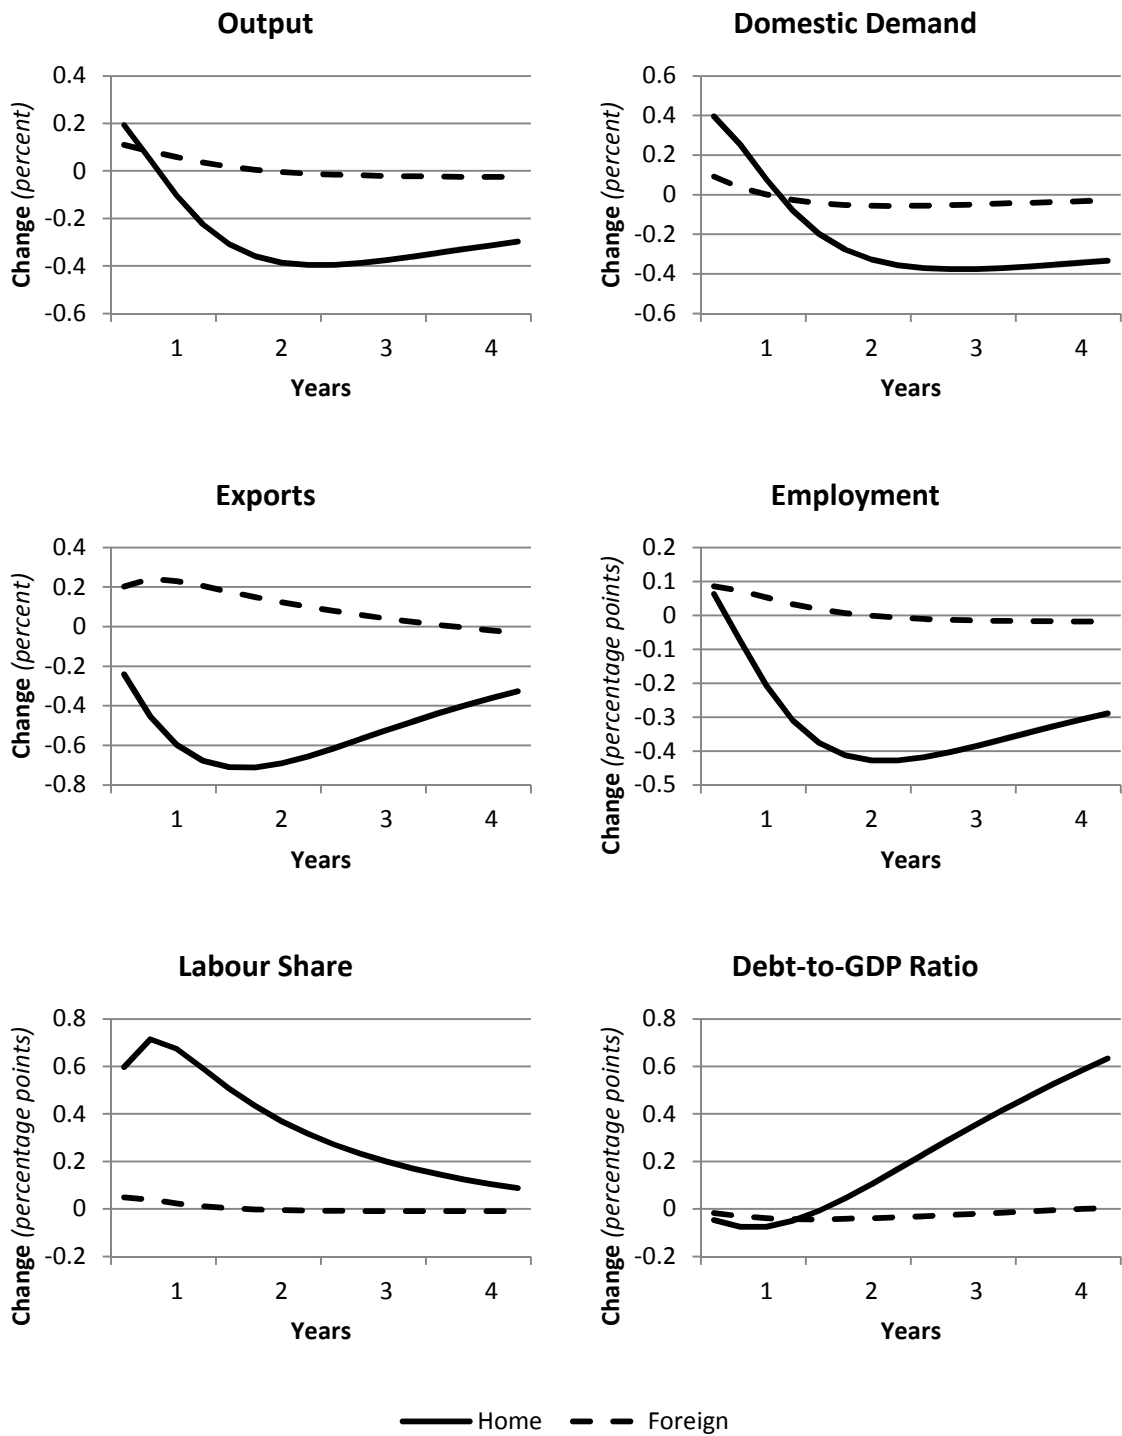 Output
Change (percent)
0.4
0.2
0
-0.2
-0.4
-0.6
1 2 3 4
Years
Domestic Demand
Change (percent)
0.6
0.4
0.2
0
-0.2
-0.4
-0.6
1 2 3 4
Years
Exports
Change (percent)
0.4
0.2
0
-0.2
-0.4
-0.6
-0.8
1 2 3 4
Years
Employment
Change (percentage points)
0.2
0.1
0
-0.1
-0.2
-0.3
-0.4
-0.5
1 2 3 4
Years
Labour Share
Change (percentage points)
0.8
0.6
0.4
0.2
0
-0.2
1 2 3 4
Years
Debt-to-GDP Ratio
Change (percentage points)
0.8
0.6
0.4
0.2
0
-0.2
1 2 3 4
Years
Home Foreign